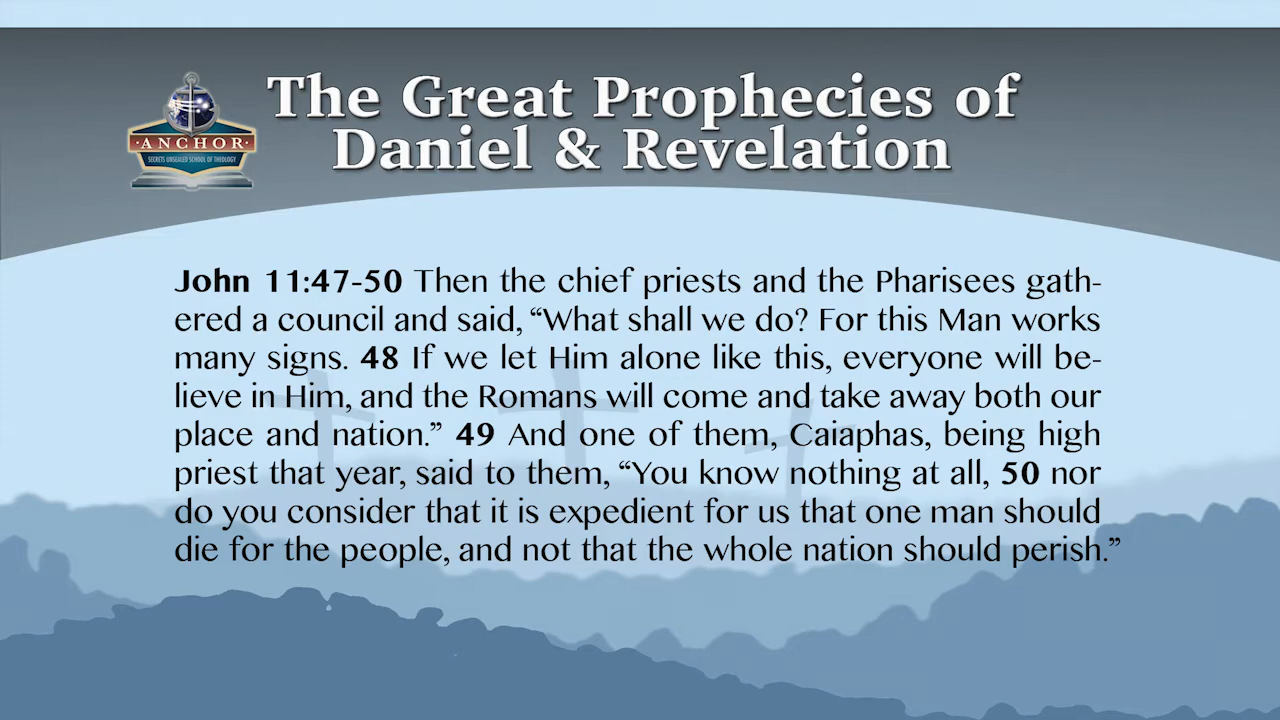 The Great Prophecies of
Daniel & Revelation
·ANCHOR·
SECRETS UNSEALED SCHOOL OF THEOLOGY
John 11:47-50 Then the chief priests and the Pharisees gath-
ered a council and said, “What shall we do? For this Man works
many signs. 48 If we let Him alone like this, everyone will be-
lieve in Him, and the Romans will come and take away both our
place and nation.” 49 And one of them, Caiaphas, being high
priest that year, said to them, “You know nothing at all, 50 nor
do you consider that it is expedient for us that one man should
die for the people, and not that the whole nation should perish.”